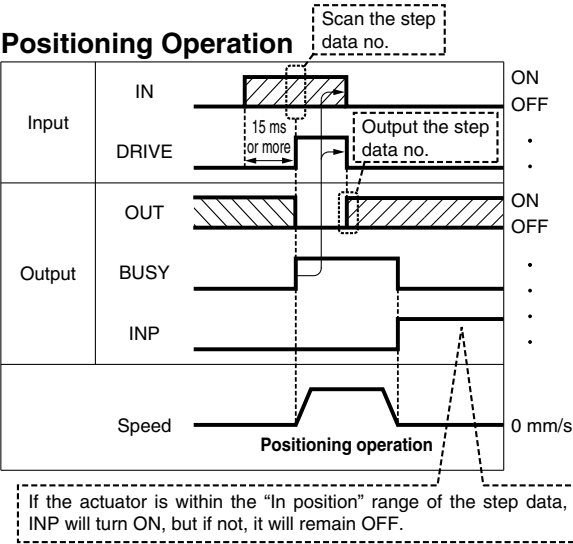 Positioning Operation
Scan the step
data no.
Input
IN
ON
OFF
15 ms
or more
DRIVE
Output the step
data no.
Output
OUT
ON
OFF
BUSY
INP
Speed
0 mm/s
Positioning operation
If the actuator is within the “In position” range of the step data,
INP will turn ON, but if not, it will remain OFF.